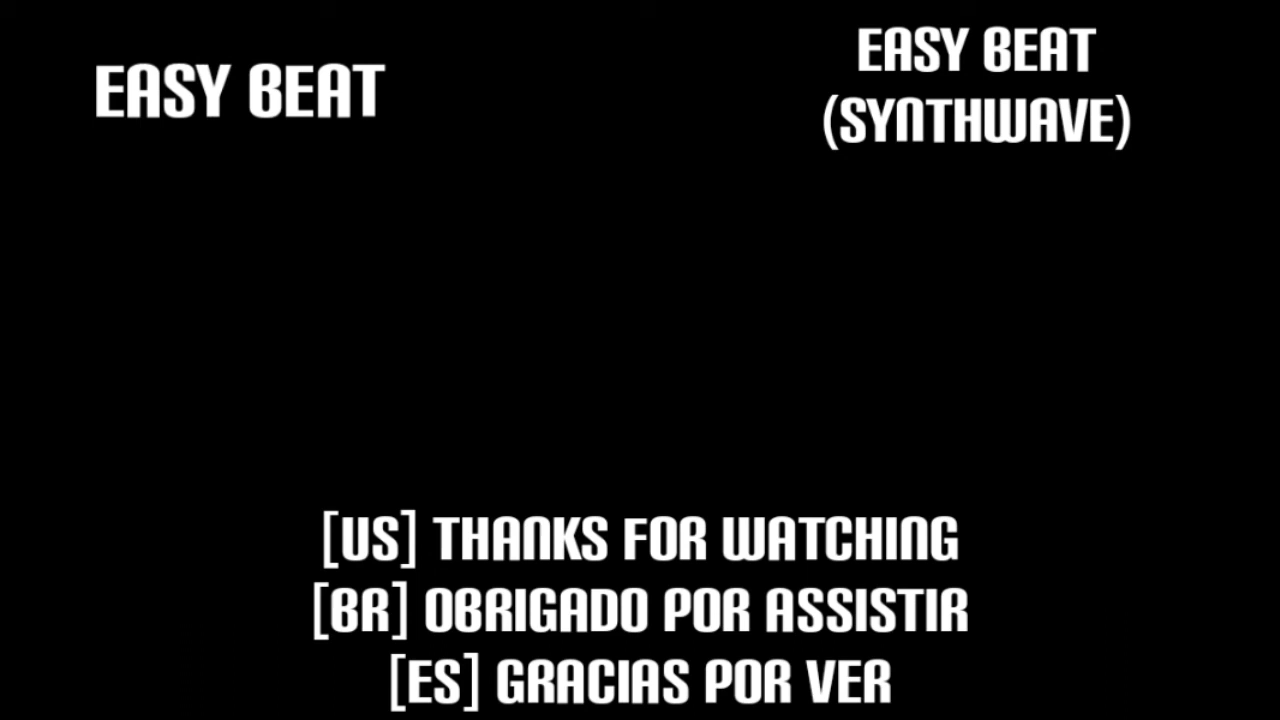 EASY BEAT
EASY BEAT
(SYNTHWAVE)
[US] THANKS FOR WATCHING
[BR] OBRIGADO POR ASSISTIR
[ES] GRACIAS POR VER